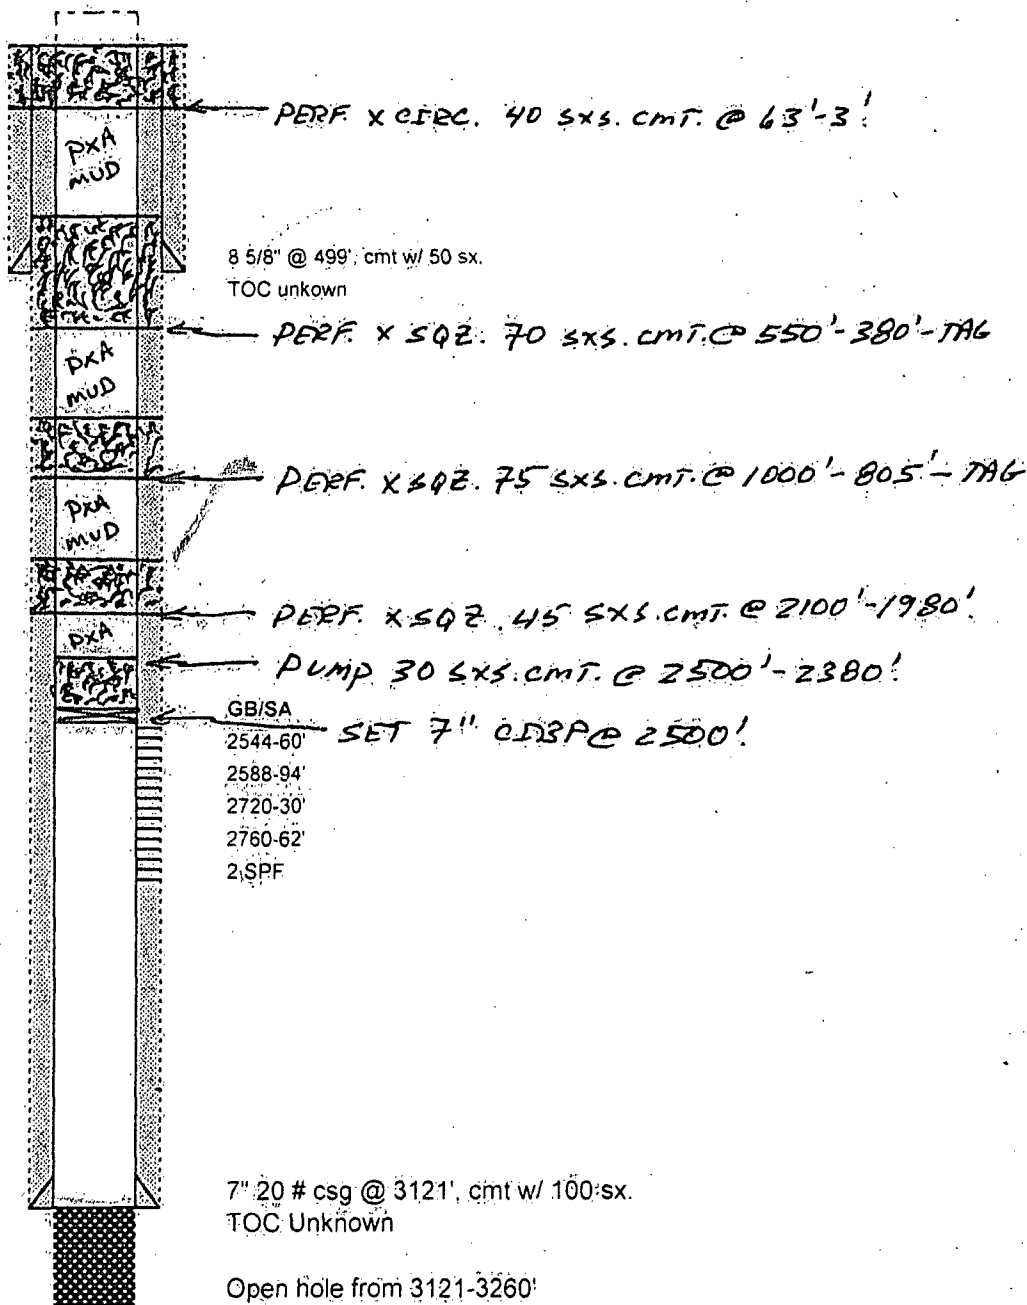 PERF. X CIRC. 40 SXS. CMT. @ 63'-3'.
PXA
MUD
8 5/8" @ 499', cmt w/ 50 sx.
TOC unkown
PERF. X SQZ. 70 SXS. CMT. @ 550'-380'-TAG
PXA
MUD
PERF. X SQZ. 75 SXS. CMT. @ 1000'-805'-TAG
PXA
MUD
PERF. X SQZ. 45 SXS. CMT. @ 2100'-1980'.
PXA
PUMP 30 SXS. CMT. @ 2500'-2380'.
GB/SA
SET 7" CIBP @ 2500'.
2544-60'
2588-94'
2720-30'
2760-62'
2 SPF
7" 20 # csg @ 3121', cmt w/ 100 sx.
TOC Unknown
Open hole from 3121-3260'